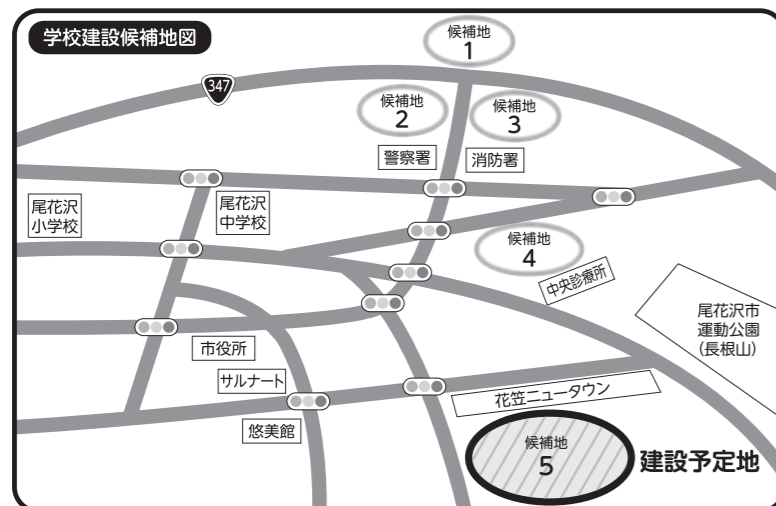 学校建設候補地図
候補地
1
347
候補地
2
候補地
3
警察署
消防署
尾花沢
小学校
尾花沢
中学校
候補地
4
中央診療所
尾花沢市
運動公園
(長根山)
市役所
サルナート
悠美館
花笠ニュータウン
候補地
5
建設予定地